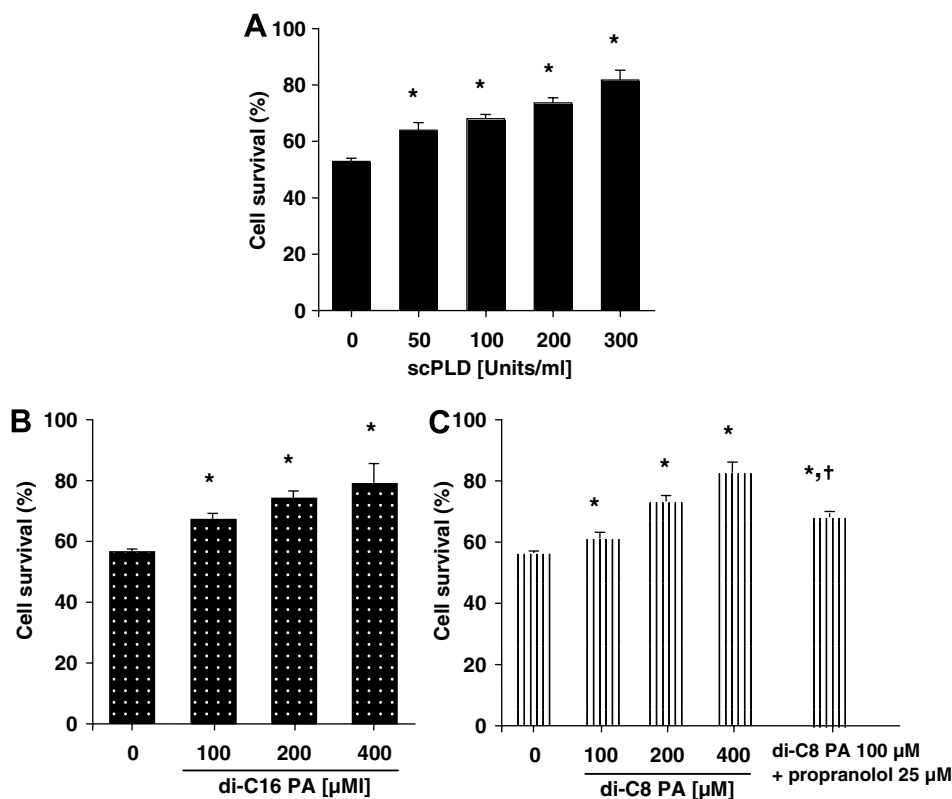 A
100
80
60
40
20
0
Cell survival (%)
*
*
*
*
0 50 100 200 300
scPLD [Units/ml]
B
100
80
60
40
20
0
Cell survival (%)
*
*
*
0 100 200 400
di-C16 PA [µMl]
C
100
80
60
40
20
0
Cell survival (%)
*
*
*
*,†
0 100 200 400
di-C8 PA [µM]
di-C8 PA 100 µM
+ propranolol 25 µM